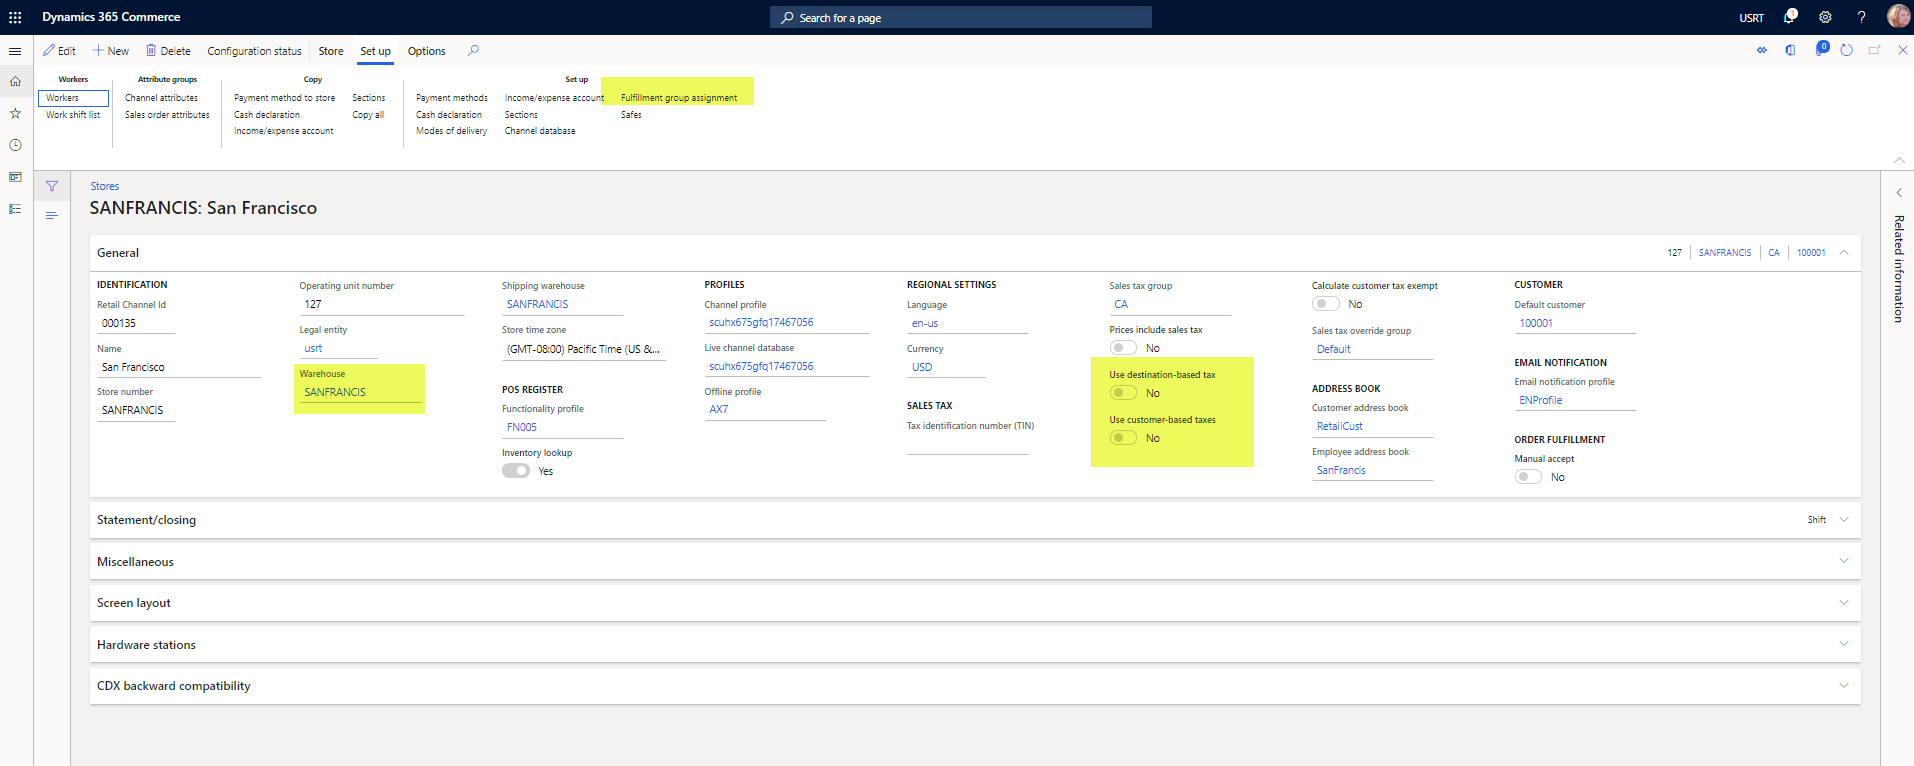 Dynamics 365 Commerce
Search for a page
USRT
1
?
Edit
New
Delete
Configuration status
Store
Set up
Options
0
Workers
Workers
Work shift list
Attribute groups
Channel attributes
Sales order attributes
Copy
Payment method to store
Cash declaration
Income/expense account
Sections
Copy all
Set up
Payment methods
Cash declaration
Modes of delivery
Income/expense account
Sections
Channel database
Fulfillment group assignment
Safes
Stores
SANFRANCIS: San Francisco
General
127
SANFRANCIS
CA
100001
IDENTIFICATION
Retail Channel Id
000135
Name
San Francisco
Store number
SANFRANCIS
Operating unit number
127
Legal entity
usrt
Warehouse
SANFRANCIS
Shipping warehouse
SANFRANCIS
Store time zone
(GMT-08:00) Pacific Time (US &...
POS REGISTER
Functionality profile
FN005
Inventory lookup
Yes
PROFILES
Channel profile
scuhx675gfq17467056
Live channel database
scuhx675gfq17467056
Offline profile
AX7
REGIONAL SETTINGS
Language
en-us
Currency
USD
SALES TAX
Tax identification number (TIN)
Sales tax group
CA
Prices include sales tax
No
Use destination-based tax
No
Use customer-based taxes
No
Calculate customer tax exempt
No
Sales tax override group
Default
ADDRESS BOOK
Customer address book
RetailCust
Employee address book
SanFrancis
CUSTOMER
Default customer
100001
EMAIL NOTIFICATION
Email notification profile
ENProfile
ORDER FULFILLMENT
Manual accept
No
Statement/closing
Shift
Miscellaneous
Screen layout
Hardware stations
CDX backward compatibility
Related information